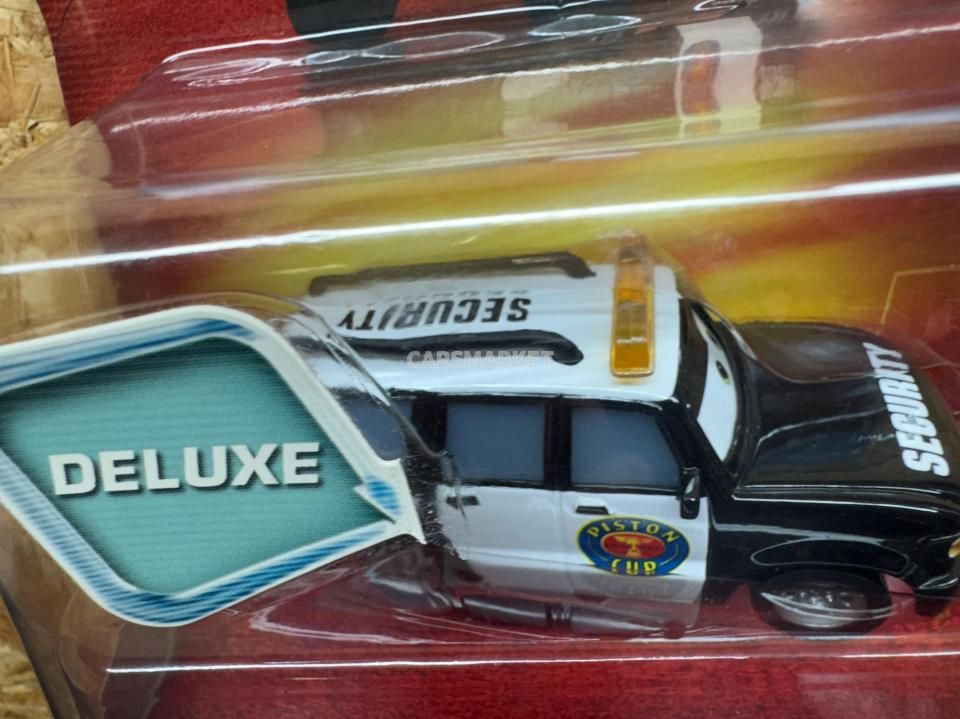 SECURITY
CARSMARKET
SECURITY
DELUXE
PISTON
CUP